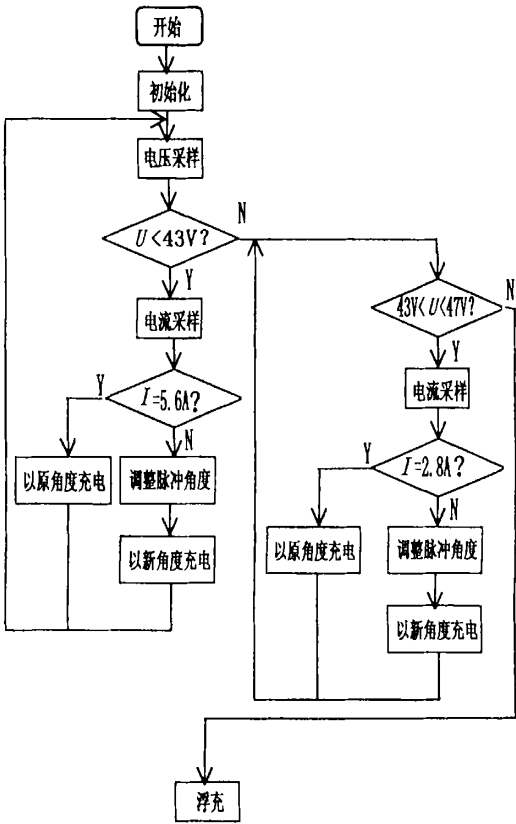 开始
初始化
电压采样
U<43V?
N
Y
电流采样
I=5.6A?
Y
N
以原角度充电
调整脉冲角度
以新角度充电
43V<U<47V?
N
Y
电流采样
I=2.8A?
Y
N
以原角度充电
调整脉冲角度
以新角度充电
浮充